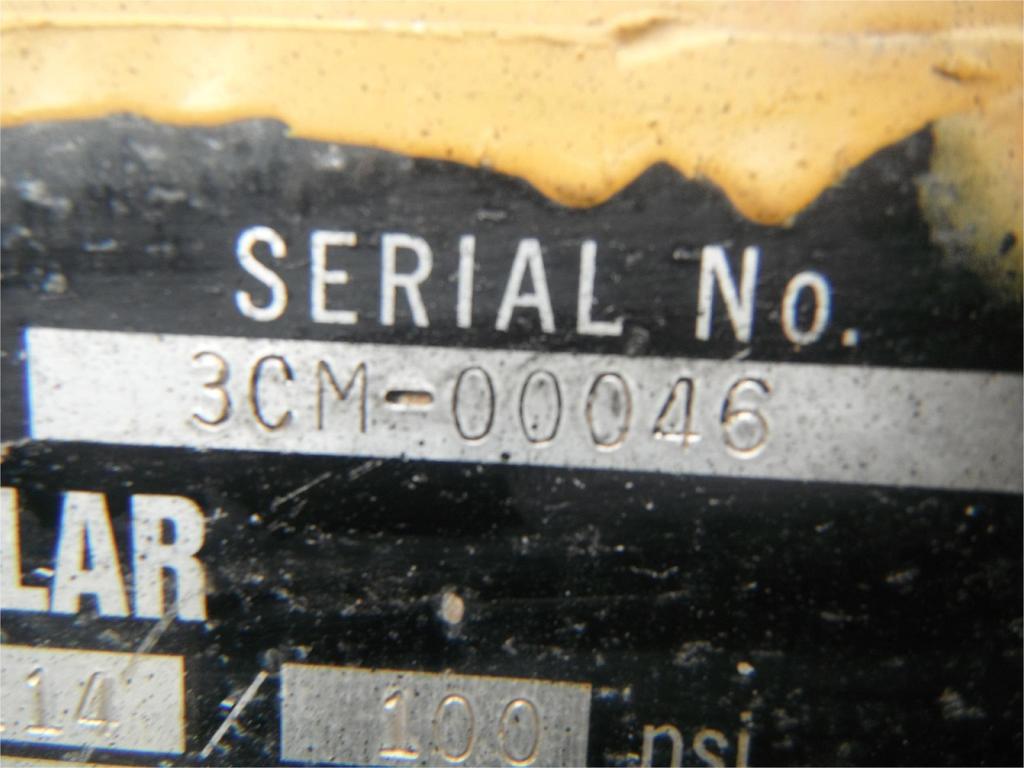 SERIAL No.
3CM-00046
LAR
14 / 100 psi